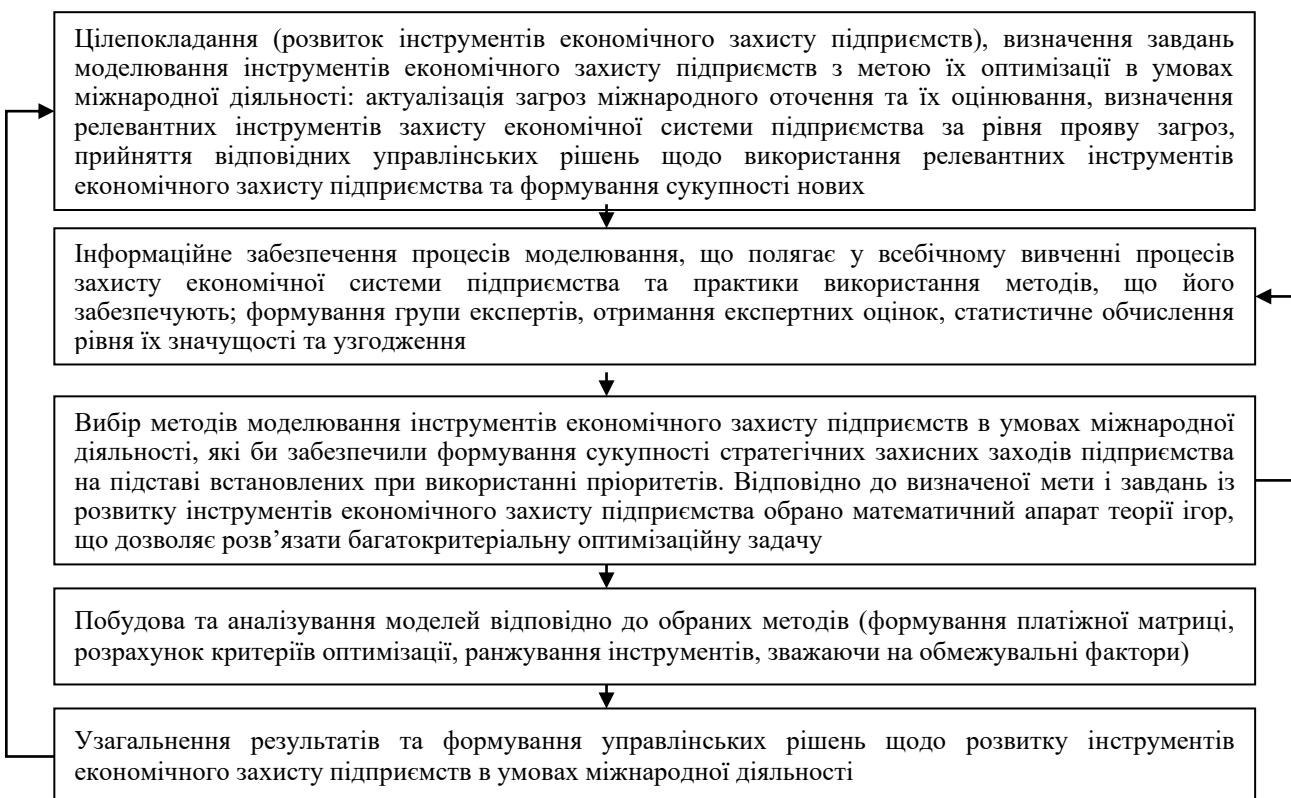 Цілепокладання (розвиток інструментів економічного захисту підприємств), визначення завдань
моделювання інструментів економічного захисту підприємств з метою їх оптимізації в умовах
міжнародної діяльності: актуалізація загроз міжнародного оточення та їх оцінювання, визначення
релевантних інструментів захисту економічної системи підприємства за рівня прояву загроз,
прийняття відповідних управлінських рішень щодо використання релевантних інструментів
економічного захисту підприємства та формування сукупності нових
Інформаційне забезпечення процесів моделювання, що полягає у всебічному вивченні процесів
захисту економічної системи підприємства та практики використання методів, що його
забезпечують; формування групи експертів, отримання експертних оцінок, статистичне обчислення
рівня їх значущості та узгодження
Вибір методів моделювання інструментів економічного захисту підприємств в умовах міжнародної
діяльності, які би забезпечили формування сукупності стратегічних захисних заходів підприємства
на підставі встановлених при використанні пріоритетів. Відповідно до визначеної мети і завдань із
розвитку інструментів економічного захисту підприємства обрано математичний апарат теорії ігор,
що дозволяє розв’язати багатокритеріальну оптимізаційну задачу
Побудова та аналізування моделей відповідно до обраних методів (формування платіжної матриці,
розрахунок критеріїв оптимізації, ранжування інструментів, зважаючи на обмежувальні фактори)
Узагальнення результатів та формування управлінських рішень щодо розвитку інструментів
економічного захисту підприємств в умовах міжнародної діяльності